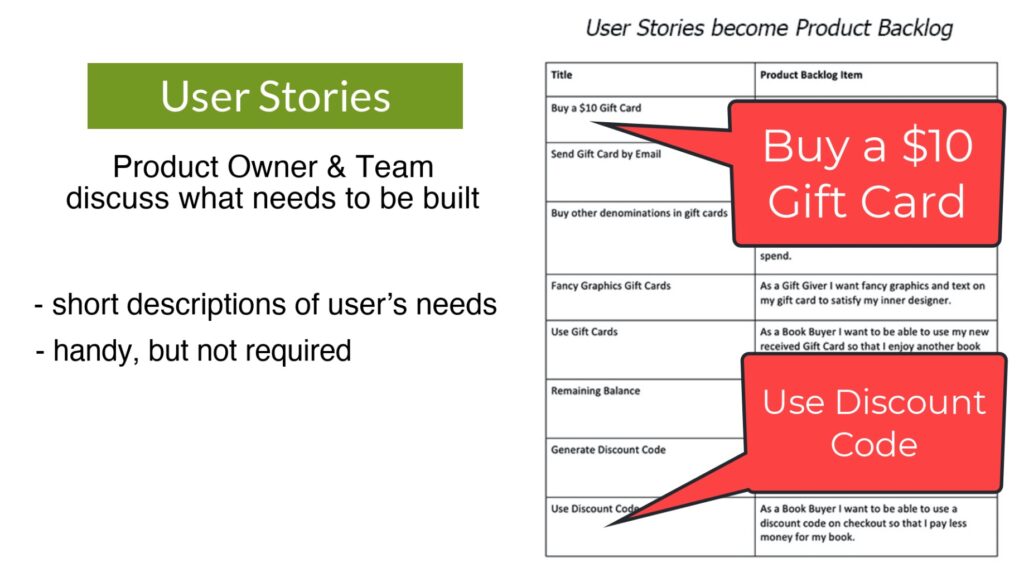 User Stories
Product Owner & Team
discuss what needs to be built
- short descriptions of user’s needs
- handy, but not required
User Stories become Product Backlog
Title
Product Backlog Item
Buy a $10 Gift Card
Buy a $10
Gift Card
Send Gift Card by Email
Buy other denominations in gift cards
spend.
Fancy Graphics Gift Cards
As a Gift Giver I want fancy graphics and text on
my gift card to satisfy my inner designer.
Use Gift Cards
As a Book Buyer I want to be able to use my new
received Gift Card so that I enjoy another book
Remaining Balance
Use Discount
Code
Generate Discount Code
Use Discount Code
As a Book Buyer I want to be able to use a
discount code on checkout so that I pay less
money for my book.